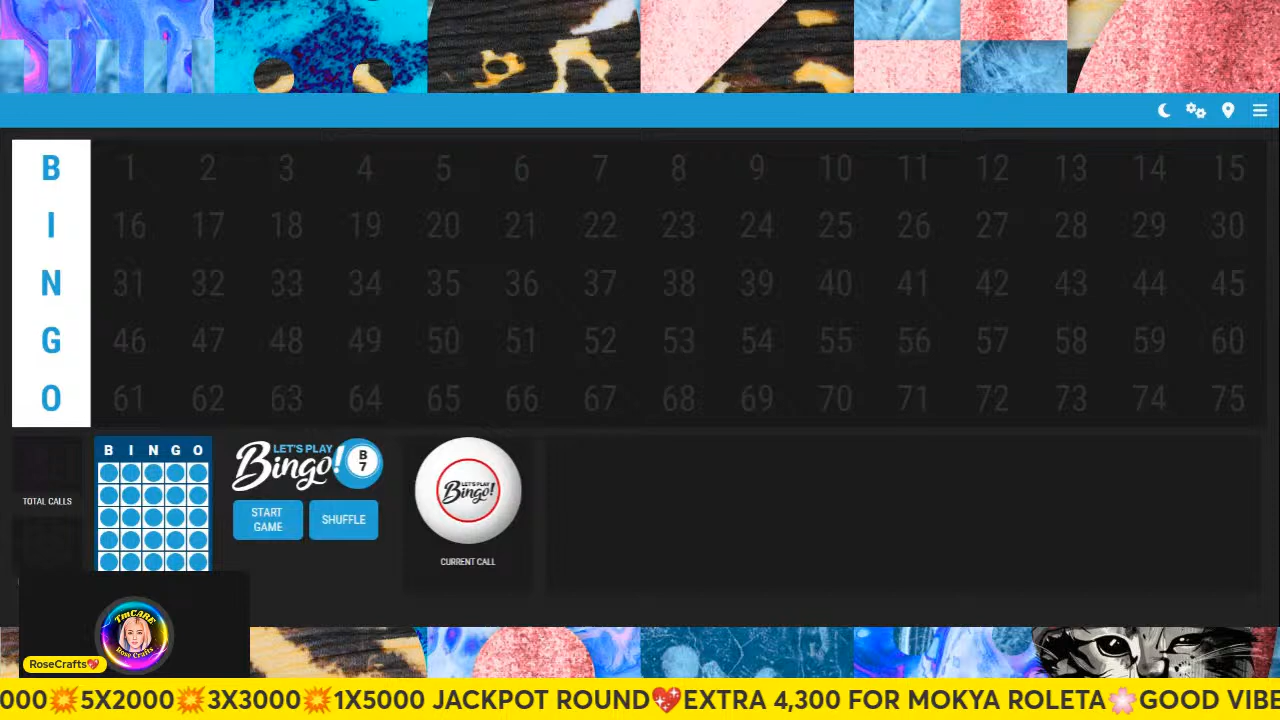 B 1 2 3 4 5 6 7 8 9 10 11 12 13 14 15
I 16 17 18 19 20 21 22 23 24 25 26 27 28 29 30
N 31 32 33 34 35 36 37 38 39 40 41 42 43 44 45
G 46 47 48 49 50 51 52 53 54 55 56 57 58 59 60
O 61 62 63 64 65 66 67 68 69 70 71 72 73 74 75
TOTAL CALLS
B I N G O
LET'S PLAY
Bingo!
B
7
START
GAME
SHUFFLE
LET'S PLAY
Bingo!
CURRENT CALL
TmCARE
Rose Crafts
RoseCrafts💖
000💥5X2000💥3X3000💥1X5000 JACKPOT ROUND💖EXTRA 4,300 FOR MOKYA ROLETA🌸GOOD VIBE